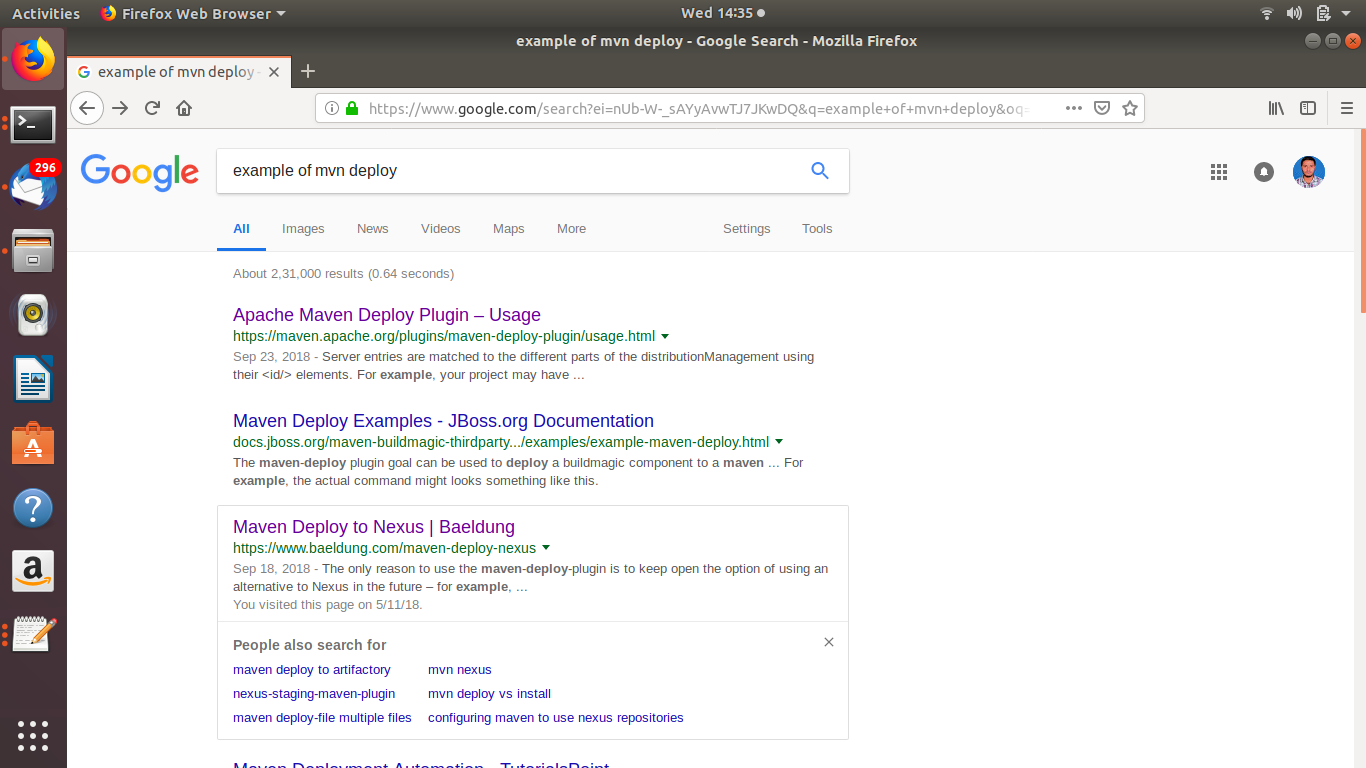 Activities
Firefox Web Browser
Wed 14:35
example of mvn deploy - Google Search - Mozilla Firefox
example of mvn deploy -
https://www.google.com/search?ei=nUb-W-_sAYyAvwTJ7JKwDQ&q=example+of+mvn+deploy&oq=
296
Google
example of mvn deploy
All
Images
News
Videos
Maps
More
Settings
Tools
About 2,31,000 results (0.64 seconds)
Apache Maven Deploy Plugin – Usage
https://maven.apache.org/plugins/maven-deploy-plugin/usage.html
Sep 23, 2018 - Server entries are matched to the different parts of the distributionManagement using
their <id/> elements. For example, your project may have ...
Maven Deploy Examples - JBoss.org Documentation
docs.jboss.org/maven-buildmagic-thirdparty.../examples/example-maven-deploy.html
The maven-deploy plugin goal can be used to deploy a buildmagic component to a maven ... For
example, the actual command might looks something like this.
Maven Deploy to Nexus | Baeldung
https://www.baeldung.com/maven-deploy-nexus
Sep 18, 2018 - The only reason to use the maven-deploy-plugin is to keep open the option of using an
alternative to Nexus in the future – for example, ...
You visited this page on 5/11/18.
People also search for
maven deploy to artifactory
mvn nexus
nexus-staging-maven-plugin
mvn deploy vs install
maven deploy-file multiple files
configuring maven to use nexus repositories
Maven Deployment Automation - TutorialsPoint